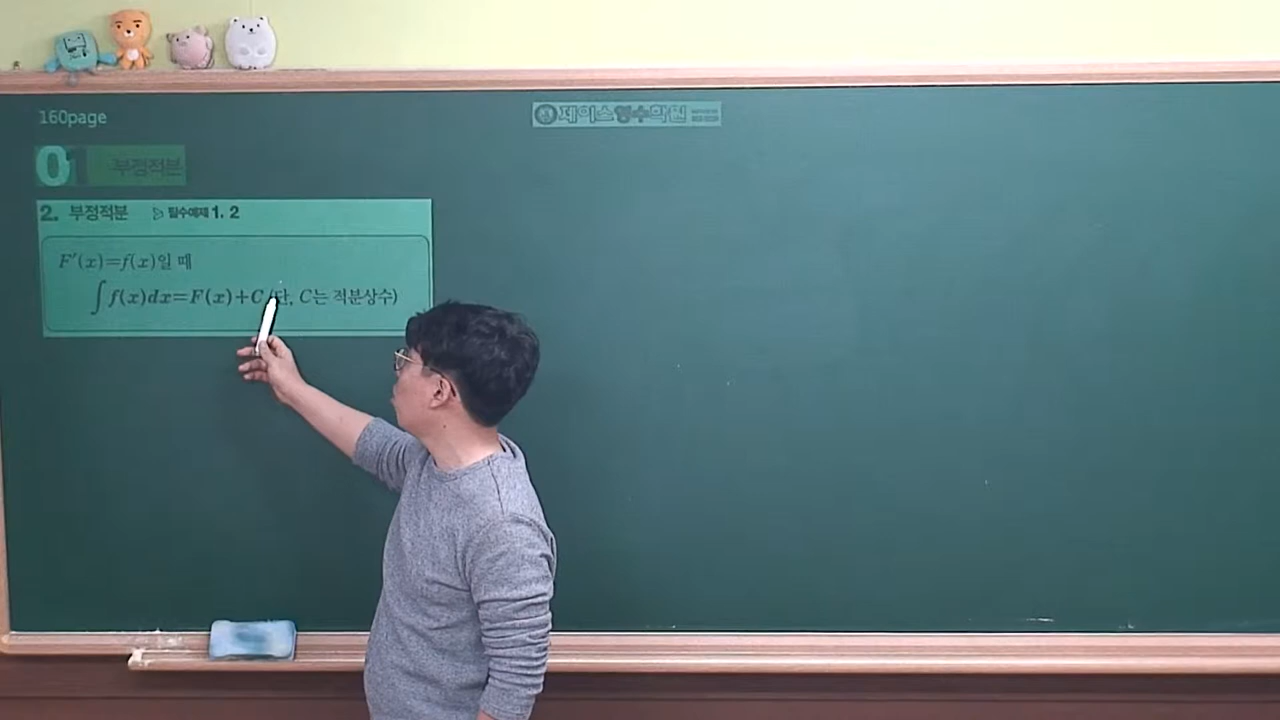 160page
제이스영수학원
01 부정적분
2. 부정적분 ▷ 필수예제 1, 2
F′(x)=f(x)일 때
∫f(x)dx=F(x)+C (단, C는 적분상수)